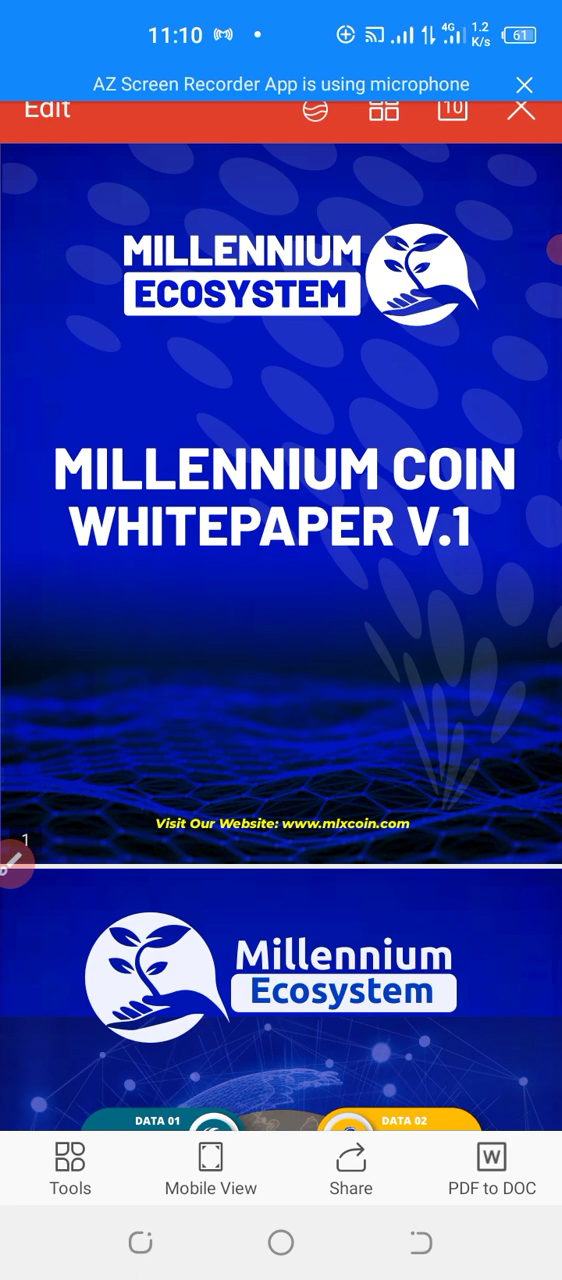 11:10
4G
1.2
K/s
61
AZ Screen Recorder App is using microphone
Edit
10
MILLENNIUM
ECOSYSTEM
MILLENNIUM COIN
WHITEPAPER V.1
Visit Our Website: www.mlxcoin.com
1
Millennium
Ecosystem
DATA 01
DATA 02
W
Tools
Mobile View
Share
PDF to DOC